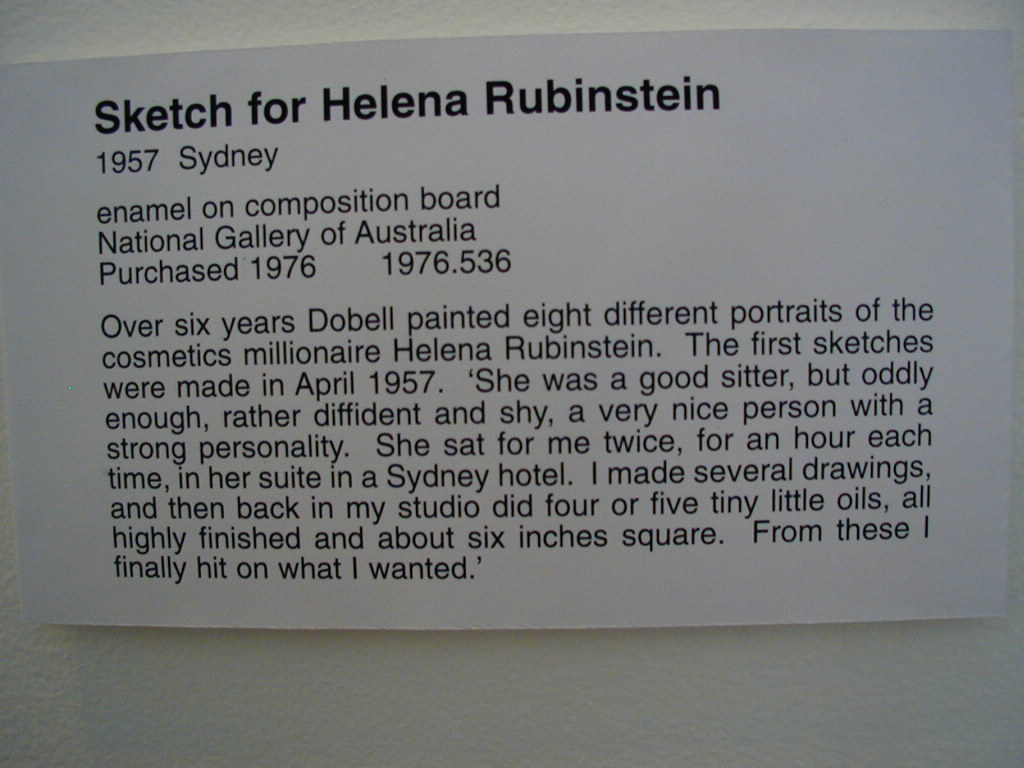 Sketch for Helena Rubinstein
1957 Sydney
enamel on composition board
National Gallery of Australia
Purchased 1976 1976.536
Over six years Dobell painted eight different portraits of the
cosmetics millionaire Helena Rubinstein. The first sketches
were made in April 1957. ‘She was a good sitter, but oddly
enough, rather diffident and shy, a very nice person with a
strong personality. She sat for me twice, for an hour each
time, in her suite in a Sydney hotel. I made several drawings,
and then back in my studio did four or five tiny little oils, all
highly finished and about six inches square. From these I
finally hit on what I wanted.’